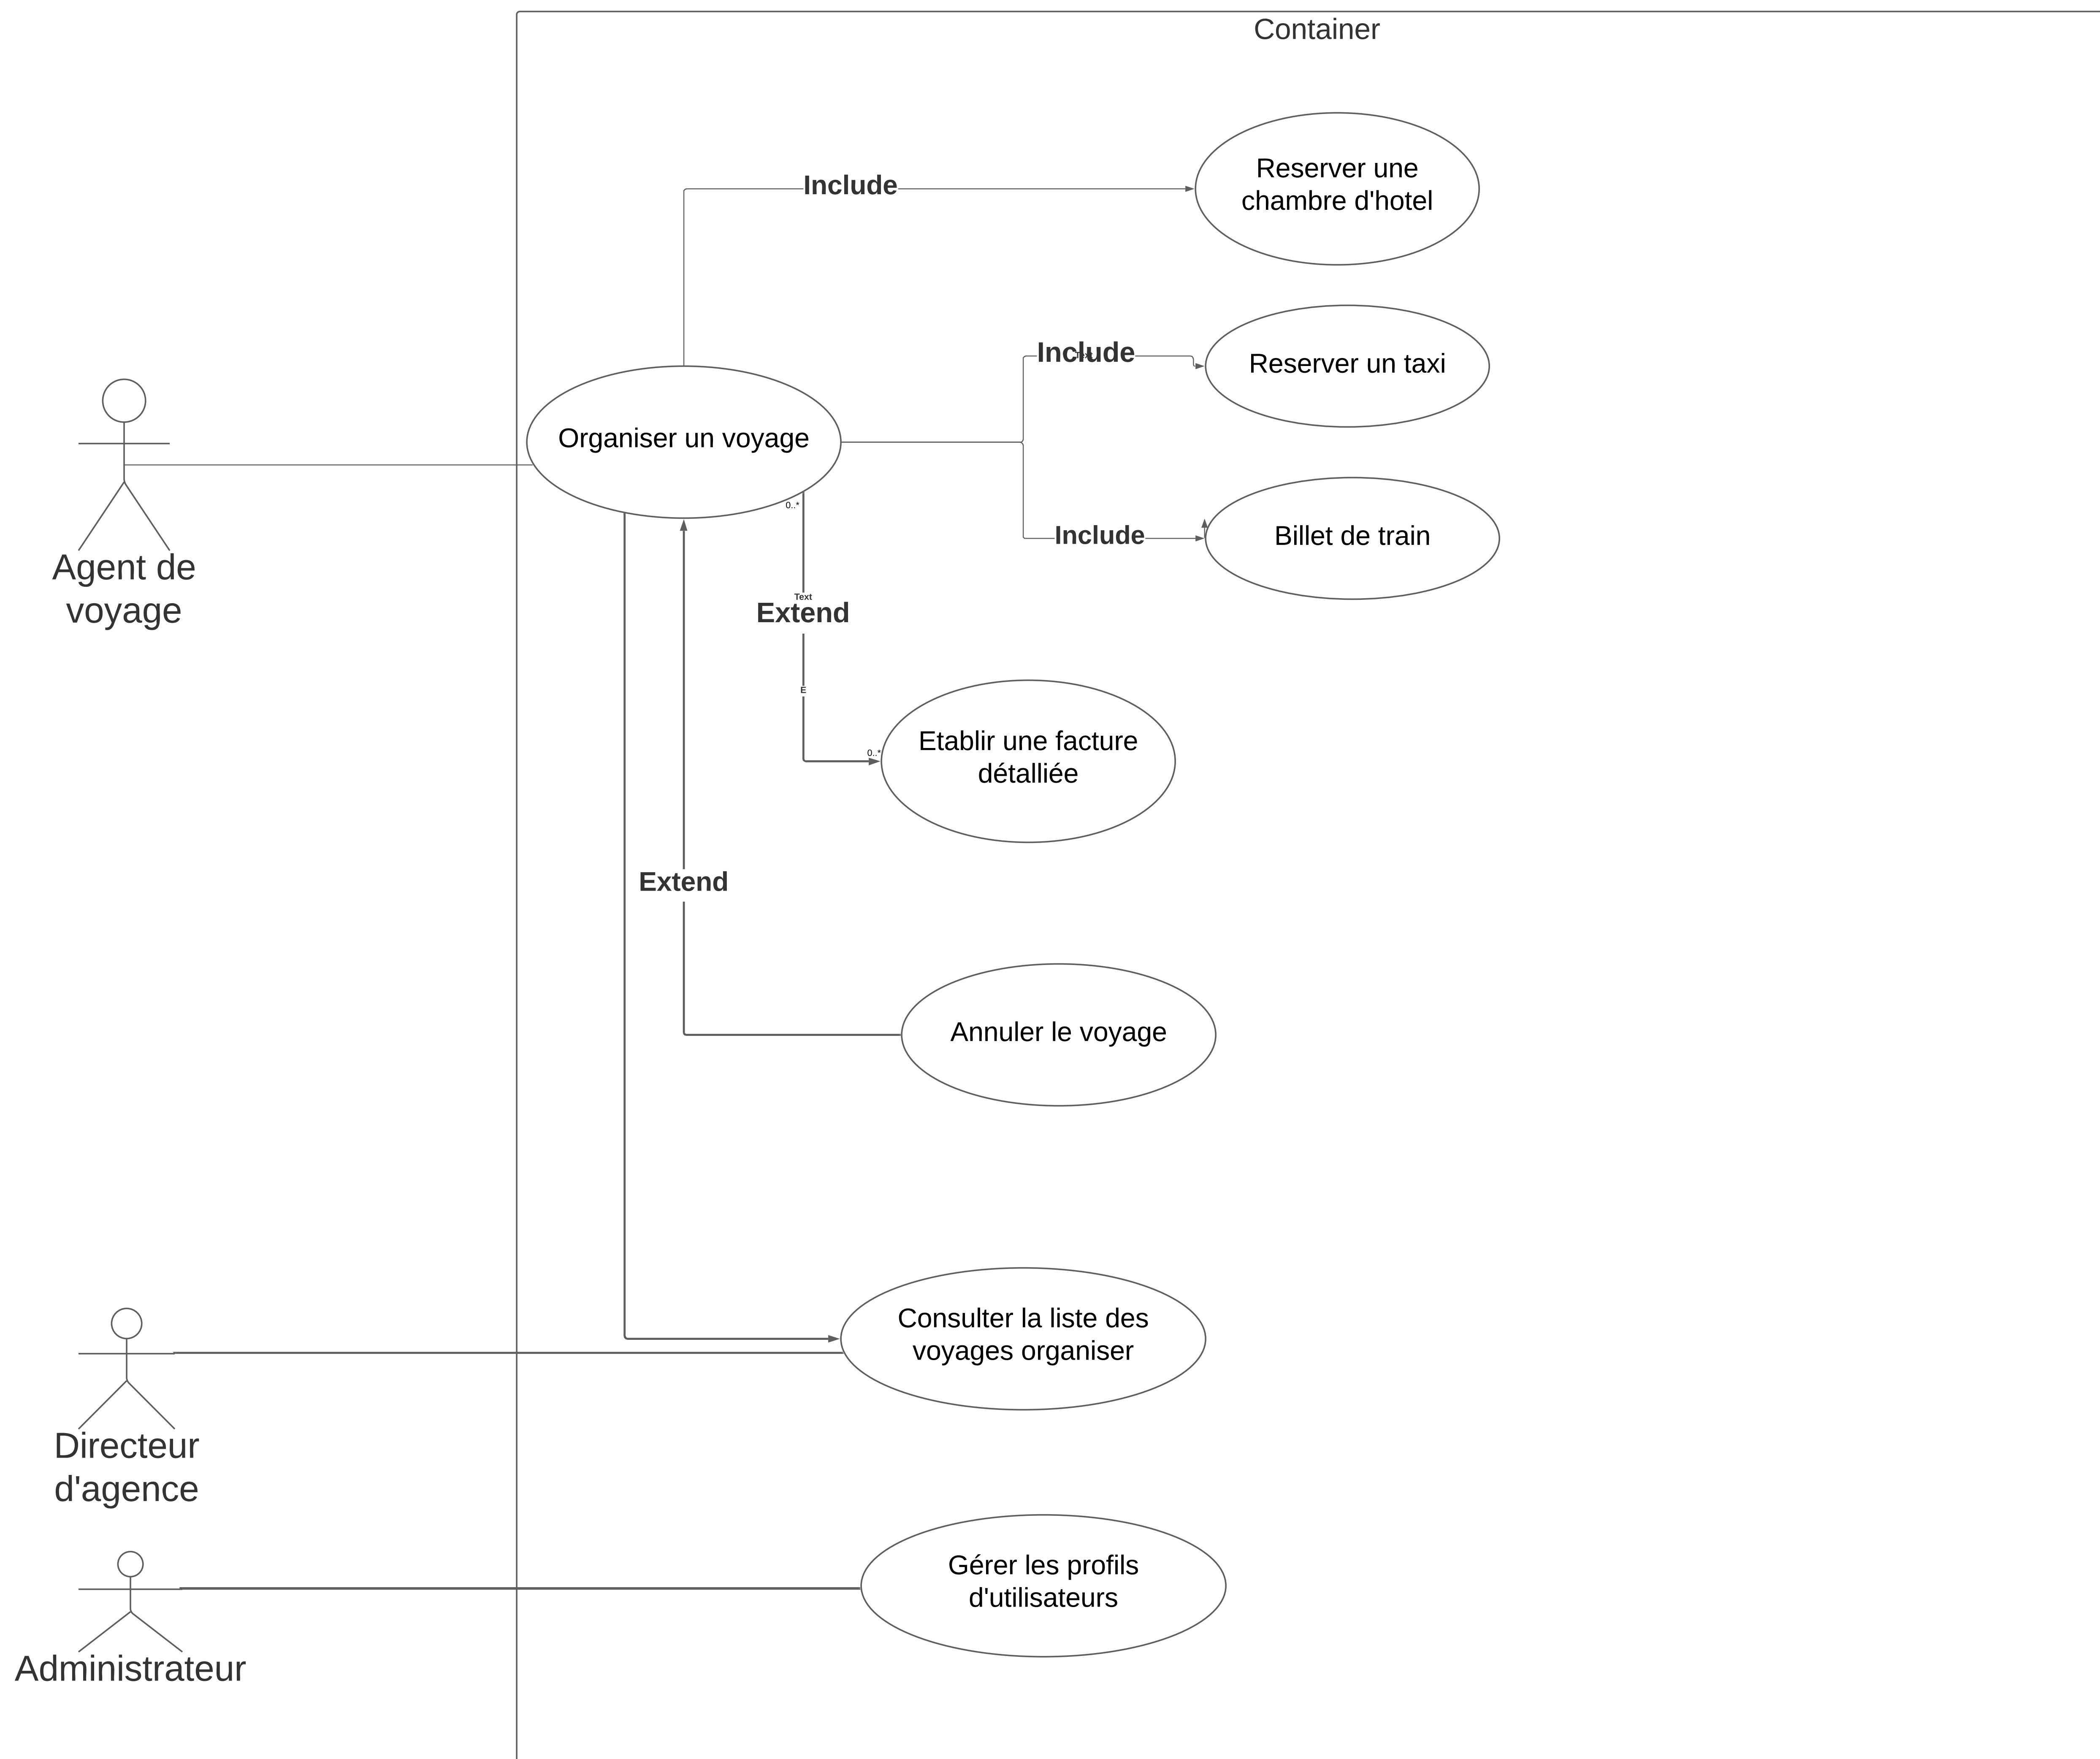 Container
Reserver une
chambre d'hotel
Include
Include
Reserver un taxi
Organiser un voyage
0..*
Include
Billet de train
Agent de
voyage
Text
Extend
E
0..*
Etablir une facture
détalliée
Extend
Annuler le voyage
Consulter la liste des
voyages organiser
Directeur
d'agence
Gérer les profils
d'utilisateurs
Administrateur